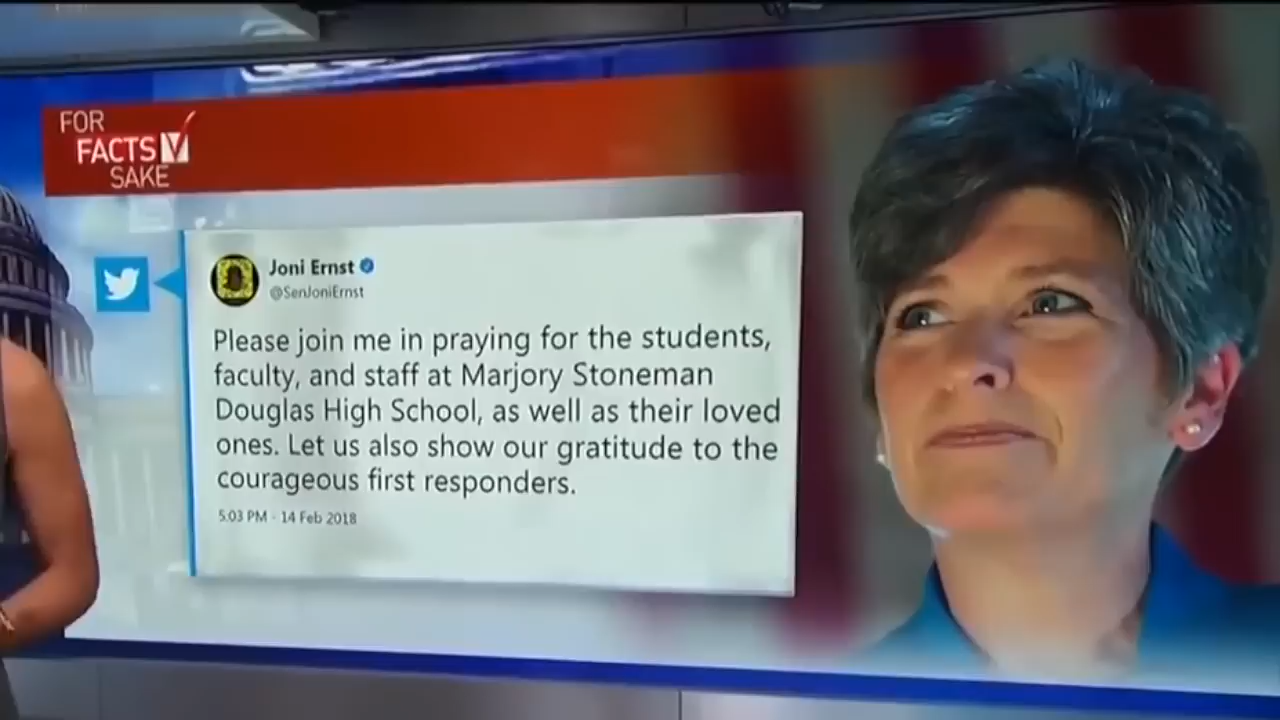 FOR
FACTS
SAKE
Joni Ernst
@SenJoniErnst
Please join me in praying for the students,
faculty, and staff at Marjory Stoneman
Douglas High School, as well as their loved
ones. Let us also show our gratitude to the
courageous first responders.
5:03 PM - 14 Feb 2018